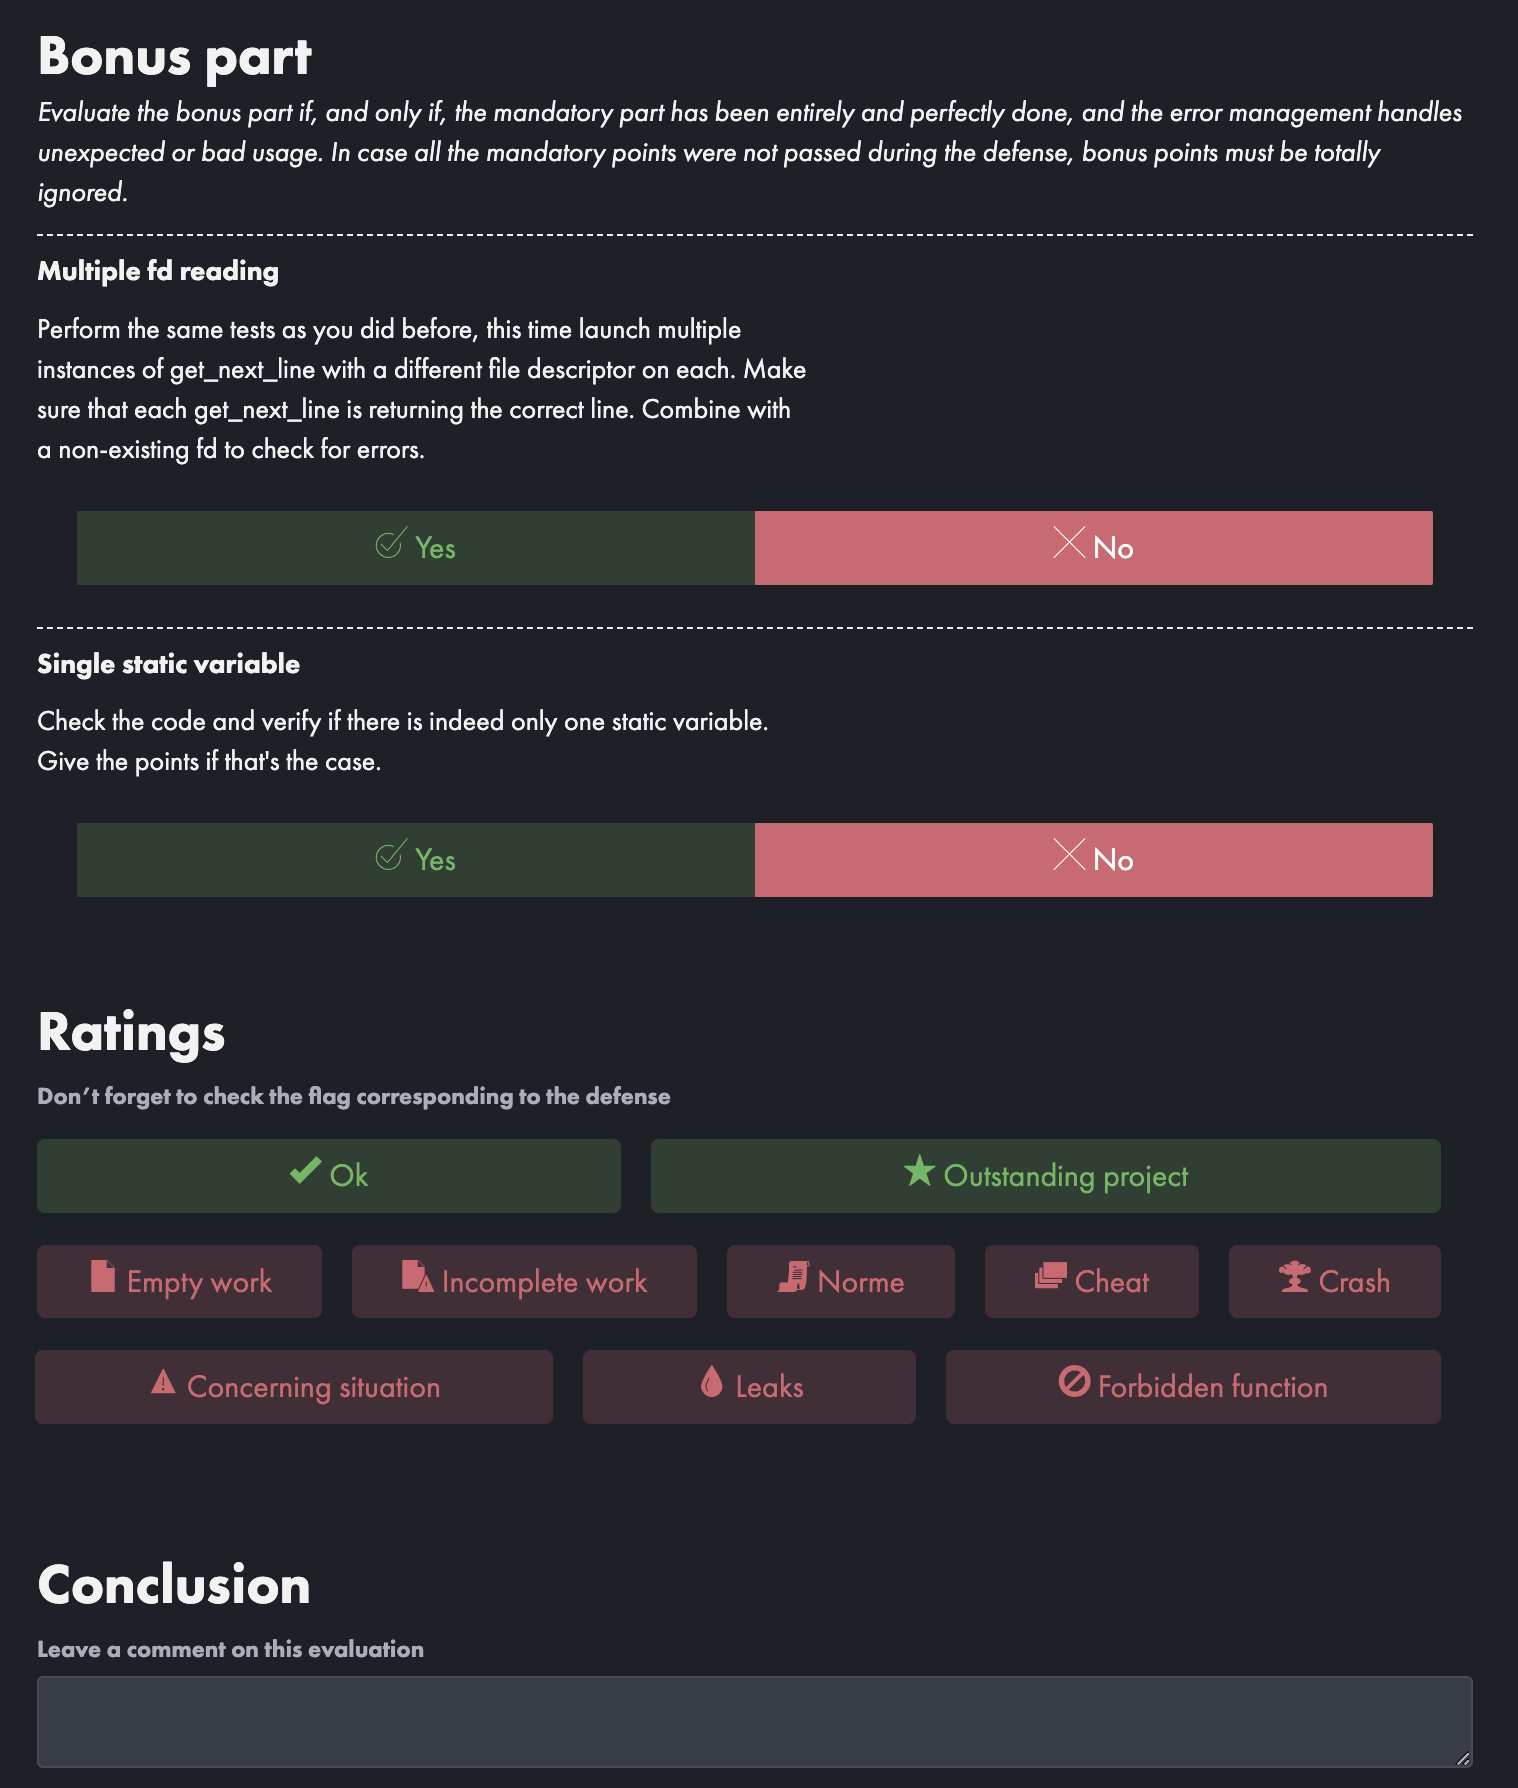 Bonus part
Evaluate the bonus part if, and only if, the mandatory part has been entirely and perfectly done, and the error management handles
unexpected or bad usage. In case all the mandatory points were not passed during the defense, bonus points must be totally
ignored.
Multiple fd reading
Perform the same tests as you did before, this time launch multiple
instances of get_next_line with a different file descriptor on each. Make
sure that each get_next_line is returning the correct line. Combine with
a non-existing fd to check for errors.
Yes
No
Single static variable
Check the code and verify if there is indeed only one static variable.
Give the points if that's the case.
Yes
No
Ratings
Don’t forget to check the flag corresponding to the defense
Ok
Outstanding project
Empty work
Incomplete work
Norme
Cheat
Crash
Concerning situation
Leaks
Forbidden function
Conclusion
Leave a comment on this evaluation